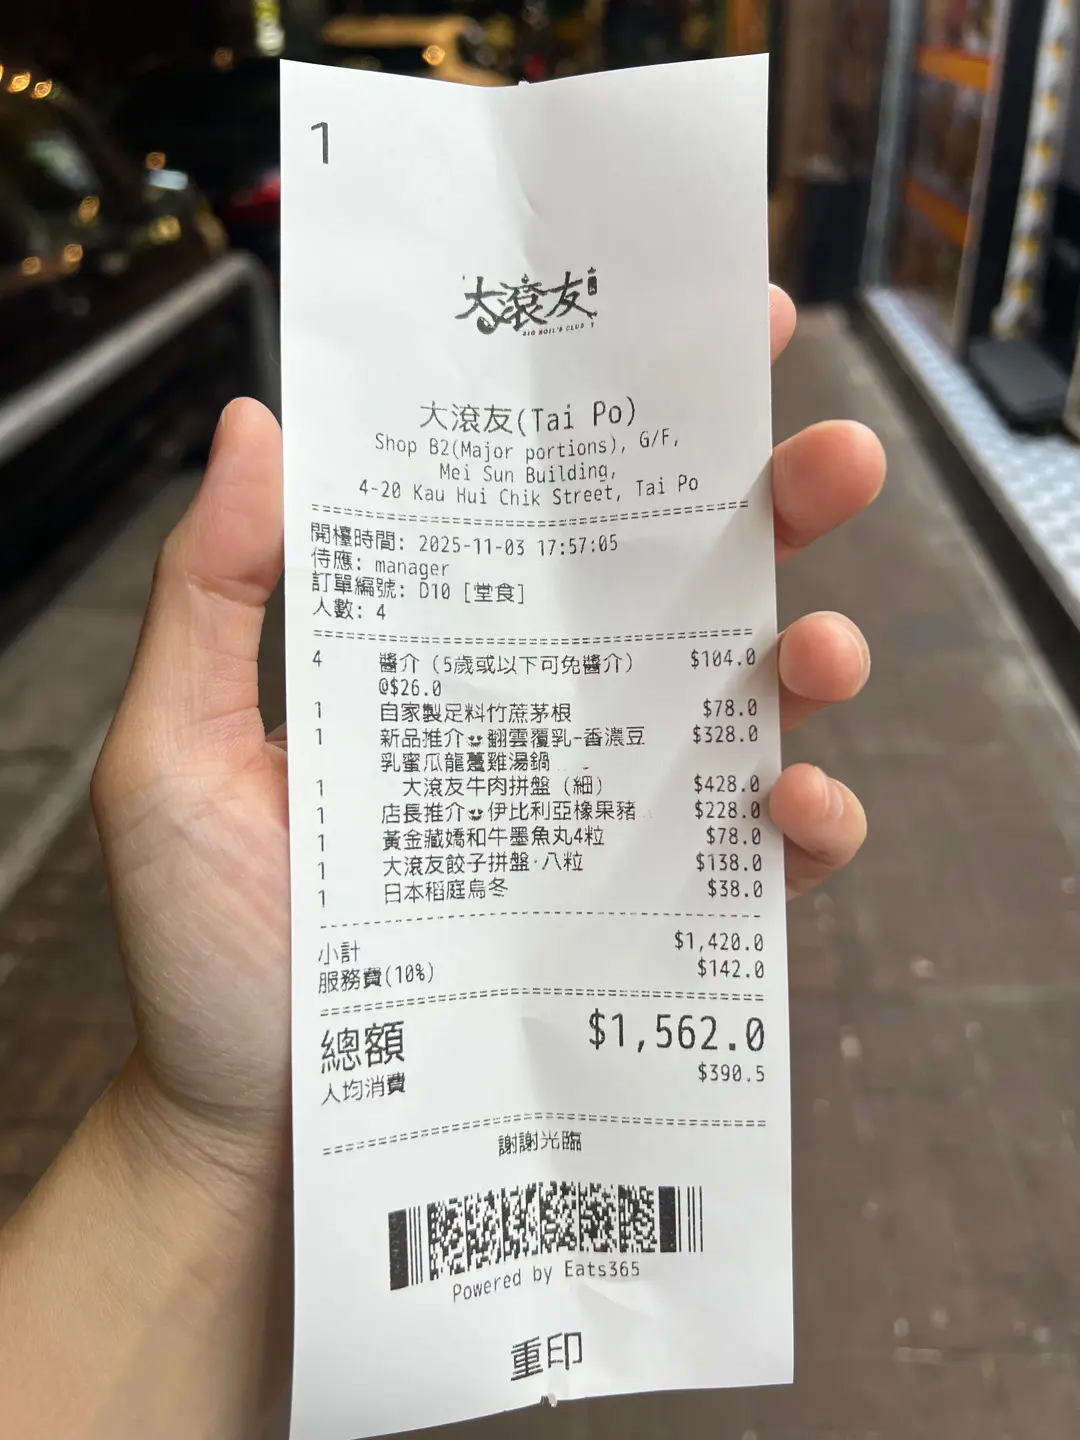 1
大滾友
BIG BOIL'S CLUB
大滾友(Tai Po)
Shop B2(Major portions), G/F,
Mei Sun Building,
4-20 Kau Hui Chik Street, Tai Po
開檯時間: 2025-11-03 17:57:05
侍應: manager
訂單編號: D10 [堂食]
人數: 4
4 醬介 (5歲或以下可免醬介) $104.0
@$26.0
1 自家製足料竹蔗茅根 $78.0
1 新品推介 翻雲覆乳-香濃豆 $328.0
乳蜜瓜龍躉雞湯鍋
1 大滾友牛肉拼盤 (細) $428.0
1 店長推介 伊比利亞橡果豬 $228.0
1 黃金藏嬌和牛墨魚丸4粒 $78.0
1 大滾友餃子拼盤·八粒 $138.0
1 日本稻庭烏冬 $38.0
小計 $1,420.0
服務費(10%) $142.0
總額 $1,562.0
人均消費 $390.5
謝謝光臨
Powered by Eats365
重印